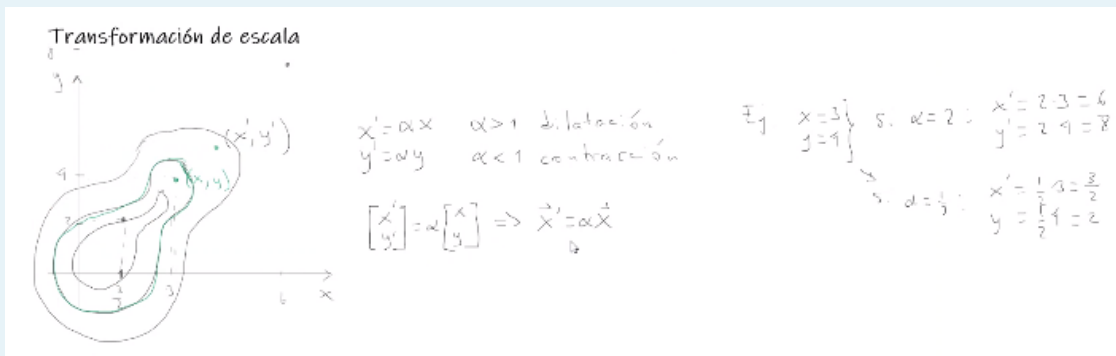 Transformación de escala
y
(x', y')
4
(x,y)
2
3/2
3
6
x
x' = αx   α>1 dilatación
y' = αy   α<1 contracción
[x' y'] = α [x y] => x⃗' = αx⃗
Ej x=3 y=4 } si α=2: x' = 2·3 = 6
y' = 2 4 = 8
si α = 1/2: x' = 1/2 3 = 3/2
y = 1/2 4 = 2